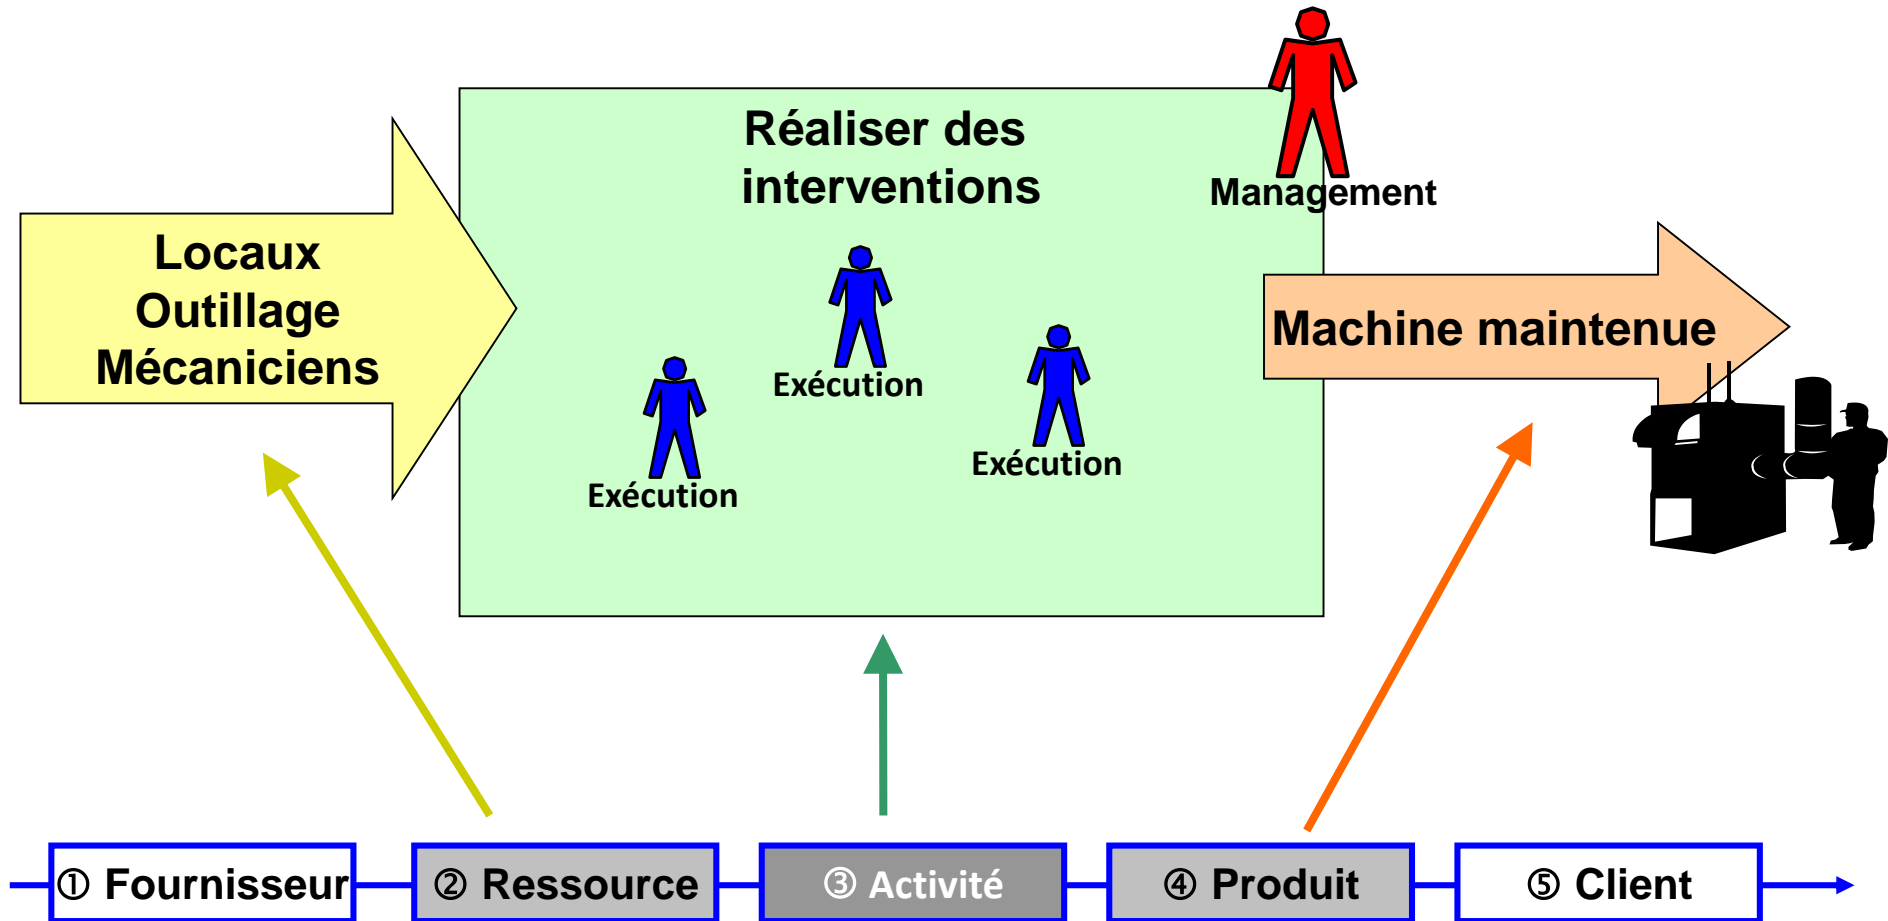 Réaliser des
interventions
Management
Locaux
Outillage
Mécaniciens
Machine maintenue
Exécution
Exécution
Exécution
① Fournisseur
② Ressource
③ Activité
④ Produit
⑤ Client